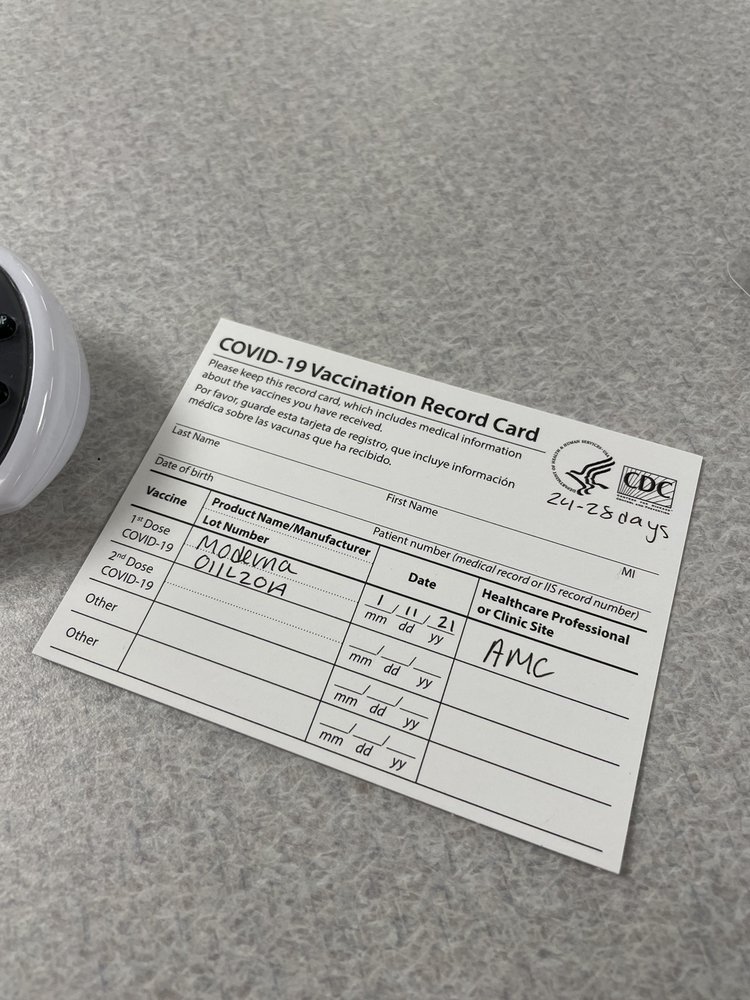 COVID-19 Vaccination Record Card
Please keep this record card, which includes medical information
about the vaccines you have received.
Por favor, guarde esta tarjeta de registro, que incluye información
médica sobre las vacunas que ha recibido.
CDC
24-28 days
Last Name First Name MI
Date of birth Patient number (medical record or IIS record number)
Vaccine Product Name/Manufacturer Date Healthcare Professional
Lot Number or Clinic Site
1st Dose Moderna 1 / 11 / 21 AMC
COVID-19 011L20A mm dd yy
2nd Dose
COVID-19 mm dd yy
Other mm dd yy
Other mm dd yy